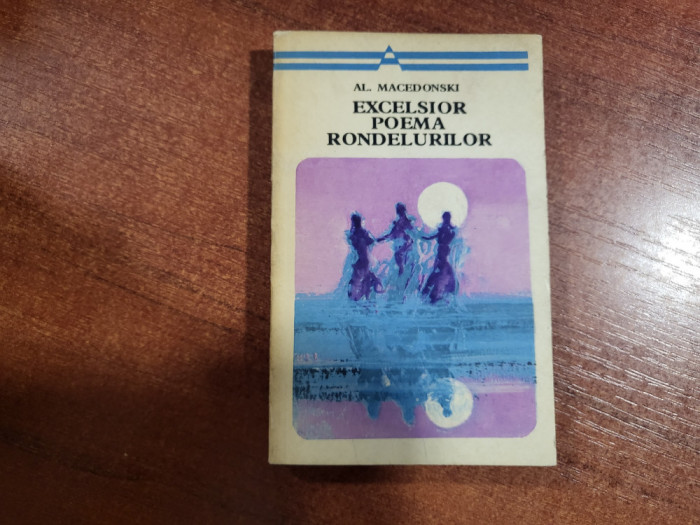 AL. MACEDONSKI
EXCELSIOR
POEMA
RONDELURILOR